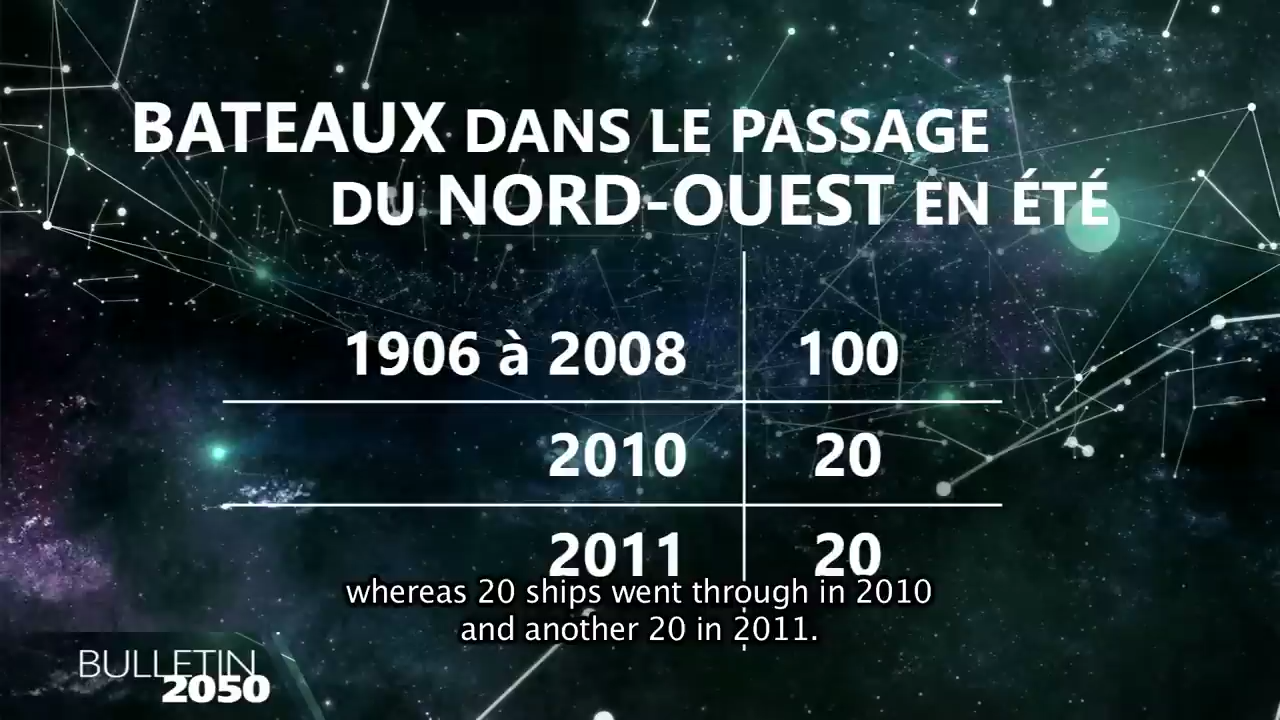 BATEAUX DANS LE PASSAGE
DU NORD-OUEST EN ÉTÉ
1906 à 2008 100
2010 20
2011 20
whereas 20 ships went through in 2010
and another 20 in 2011.
BULLETIN
2050